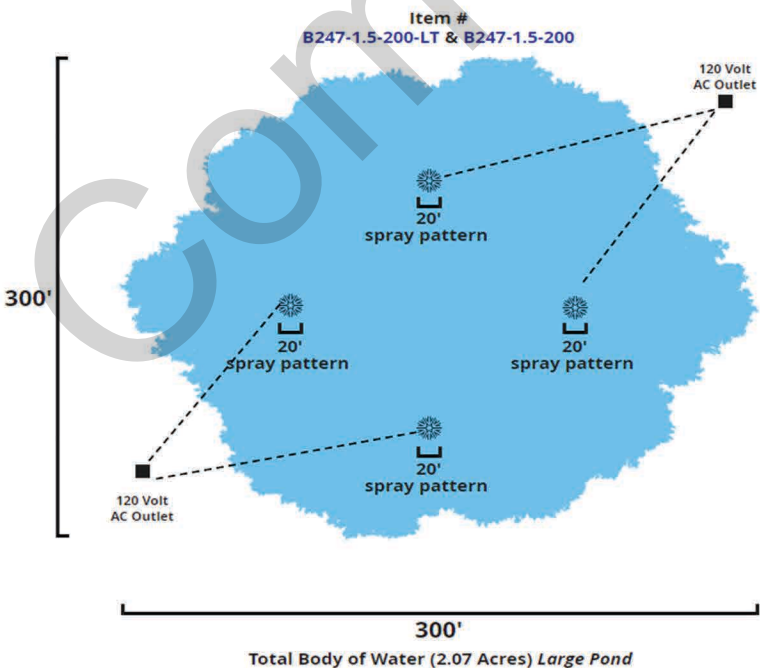 Item #
B247-1.5-200-LT & B247-1.5-200
120 Volt
AC Outlet
20'
spray pattern
300'
20'
spray pattern
20'
spray pattern
20'
spray pattern
120 Volt
AC Outlet
300'
Total Body of Water (2.07 Acres) Large Pond